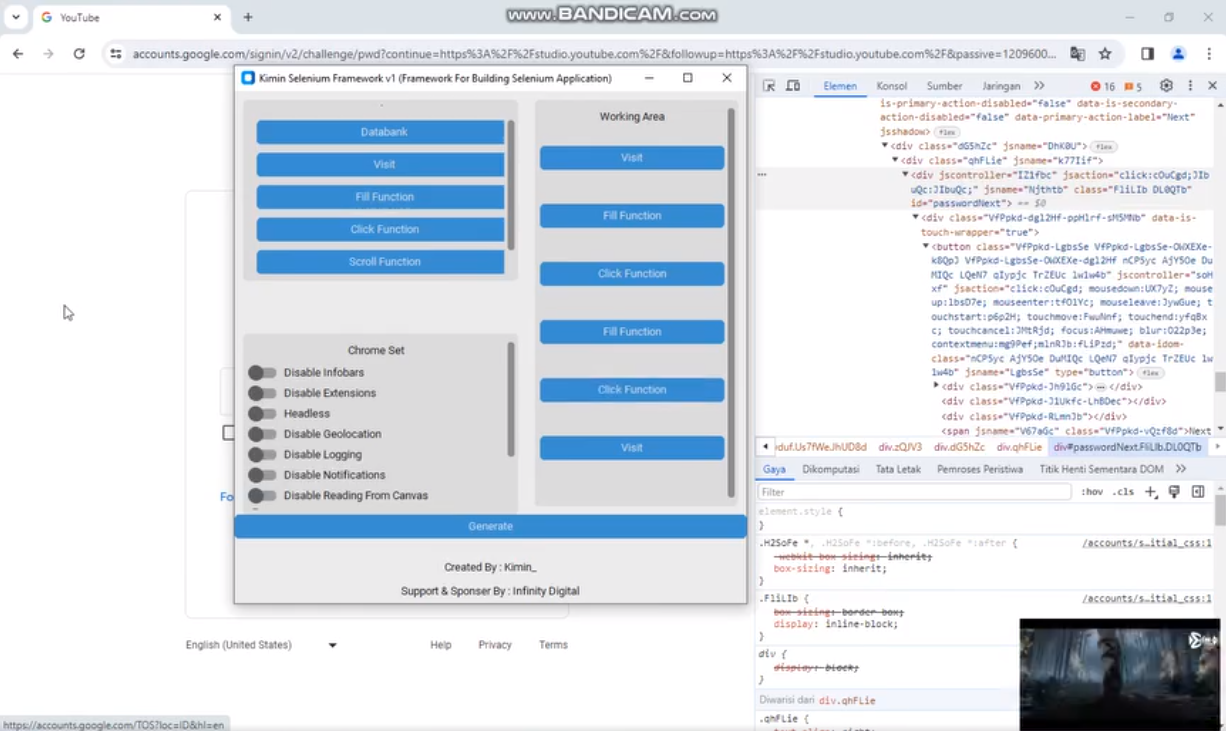 www.BANDICAM.com
YouTube
accounts.google.com/signin/v2/challenge/pwd?continue=https%3A%2F%2Fstudio.youtube.com%2F&followup=https%3A%2F%2Fstudio.youtube.com%2F&passive=1209600...
Kimin Selenium Framework v1 (Framework For Building Selenium Application)
Databank
Visit
Fill Function
Click Function
Scroll Function
Chrome Set
Disable Infobars
Disable Extensions
Headless
Disable Geolocation
Disable Logging
Disable Notifications
Disable Reading From Canvas
Working Area
Visit
Fill Function
Click Function
Fill Function
Click Function
Visit
Generate
Created By : Kimin_
Support & Sponser By : Infinity Digital
Fo
English (United States)
Help Privacy Terms
https://accounts.google.com/TOS?loc=ID&hl=en
Elemen Konsol Sumber Jaringan 16 5
is-primary-action-disabled="false" data-is-secondary-
action-disabled="false" data-primary-action-label="Next"
jsshadow> flex
<div class="dG5hZc" jsname="DhK0U"> flex
<div class="qhFLie" jsname="k77Iif">
<div jscontroller="IZ1fbc" jsaction="click:cOuCgd;JIb
uQc:JIbuQc;" jsname="Njthtb" class="FliLIb DL0QTb"
id="passwordNext"> == $0
<div class="VfPpkd-dgl2Hf-ppHlrf-sM5MNb" data-is-
touch-wrapper="true">
<button class="VfPpkd-LgbsSe VfPpkd-LgbsSe-OWXEXe-
k8QpJ VfPpkd-LgbsSe-OWXEXe-dgl2Hf nCP5yc AjY5Oe Du
MIQc LQeN7 qIypjc TrZEUc lw1w4b" jscontroller="soH
xf" jsaction="click:cOuCgd; mousedown:UX7yZ; mouse
up:lbsD7e; mouseenter:tfO1Yc; mouseleave:JywGue; t
ouchstart:p6p2H; touchmove:FwuNnf; touchend:yfqBx
c; touchcancel:JMtRjd; focus:AHmuwe; blur:O22p3e;
contextmenu:mg9Pef;mlnRJb:fLiPzd;" data-idom-
class="nCP5yc AjY5Oe DuMIQc LQeN7 qIypjc TrZEUc lw
1w4b" jsname="LgbsSe" type="button"> flex
<div class="VfPpkd-Jh9lGc">…</div>
<div class="VfPpkd-J1Ukfc-LhBDec"></div>
<div class="VfPpkd-RLmnJb"></div>
<span jsname="V67aGc" class="VfPpkd-vQzf8d">Next
vduf.Us7fWe.JhUD8d div.zQJV3 div.dG5hZc div.qhFLie div#passwordNext.FliLIb.DL0QTb
Gaya Dikomputasi Tata Letak Pemroses Peristiwa Titik Henti Sementara DOM
Filter :hov .cls
element.style {
}
.H2SoFe *, .H2SoFe *:before, .H2SoFe *:after { /accounts/s…itial_css:1
-webkit-box-sizing: inherit;
box-sizing: inherit;
}
.FliLIb { /accounts/s…itial_css:1
box-sizing: border-box;
display: inline-block;
}
div {
display: block;
}
Diwarisi dari div.qhFLie
.qhFLie {